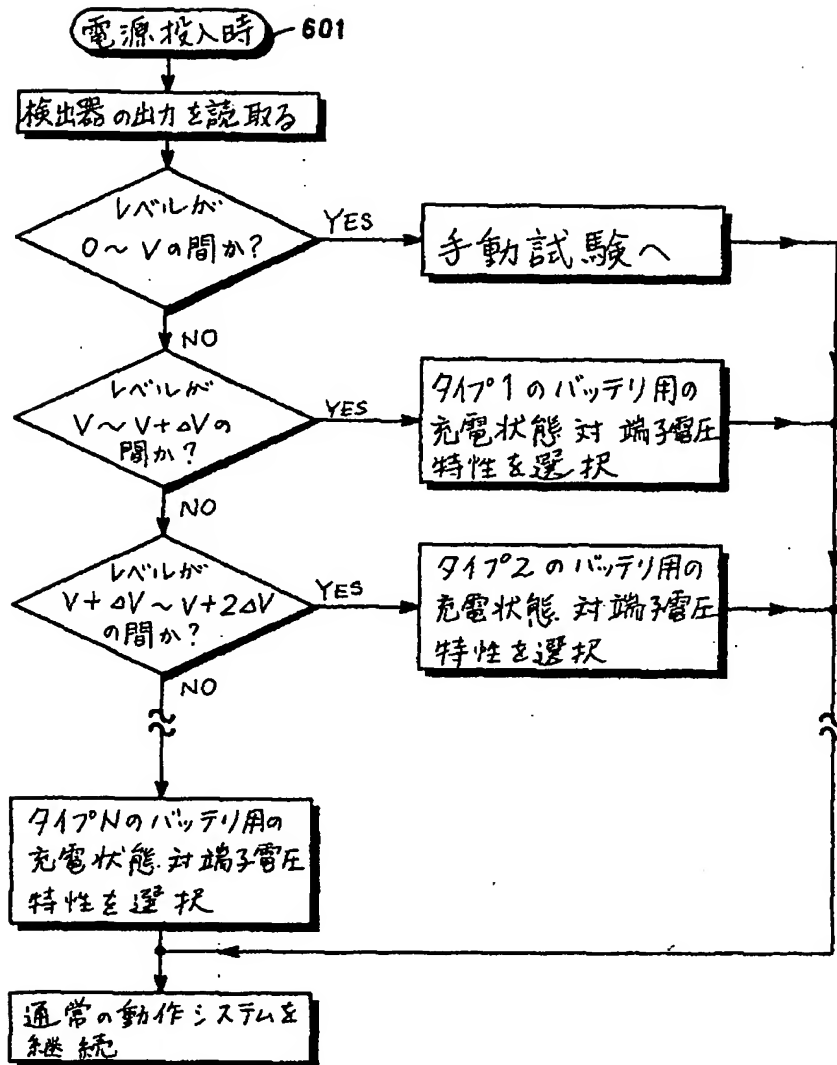 電源投入時 601
検出器の出力を読取る
レベルが
0～Vの間か?
YES
手動試験へ
NO
レベルが
V～V+ΔVの
間か?
YES
タイプ1のバッテリ用の
充電状態対端子電圧
特性を選択
NO
レベルが
V+ΔV～V+2ΔV
の間か?
YES
タイプ2のバッテリ用の
充電状態対端子電圧
特性を選択
NO
タイプNのバッテリ用の
充電状態対端子電圧
特性を選択
通常の動作システムを
継続